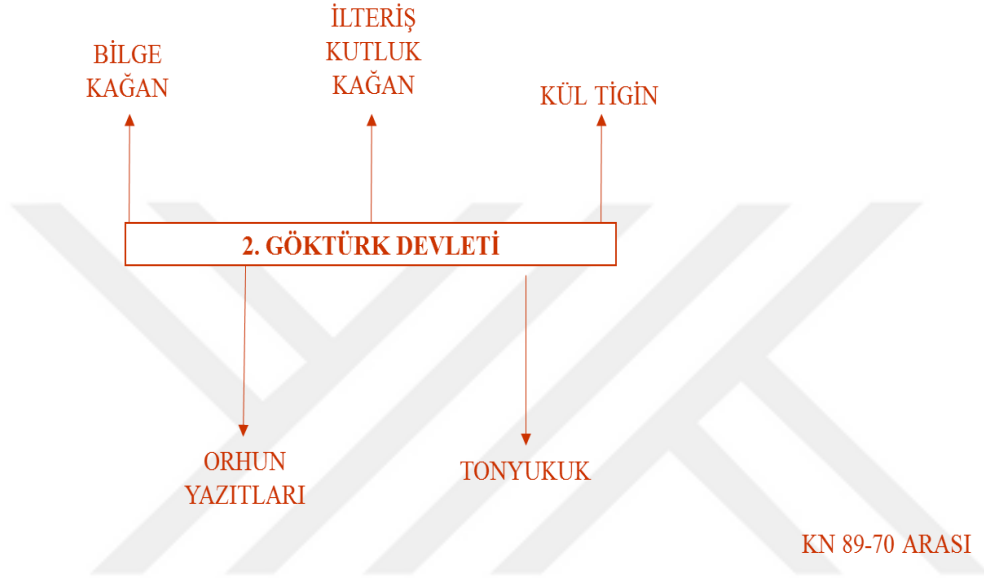 BİLGE
KAĞAN
İLTERİŞ
KUTLUK
KAĞAN
KÜL TİGİN
2. GÖKTÜRK DEVLETİ
ORHUN
YAZITLARI
TONYUKUK
KN 89-70 ARASI